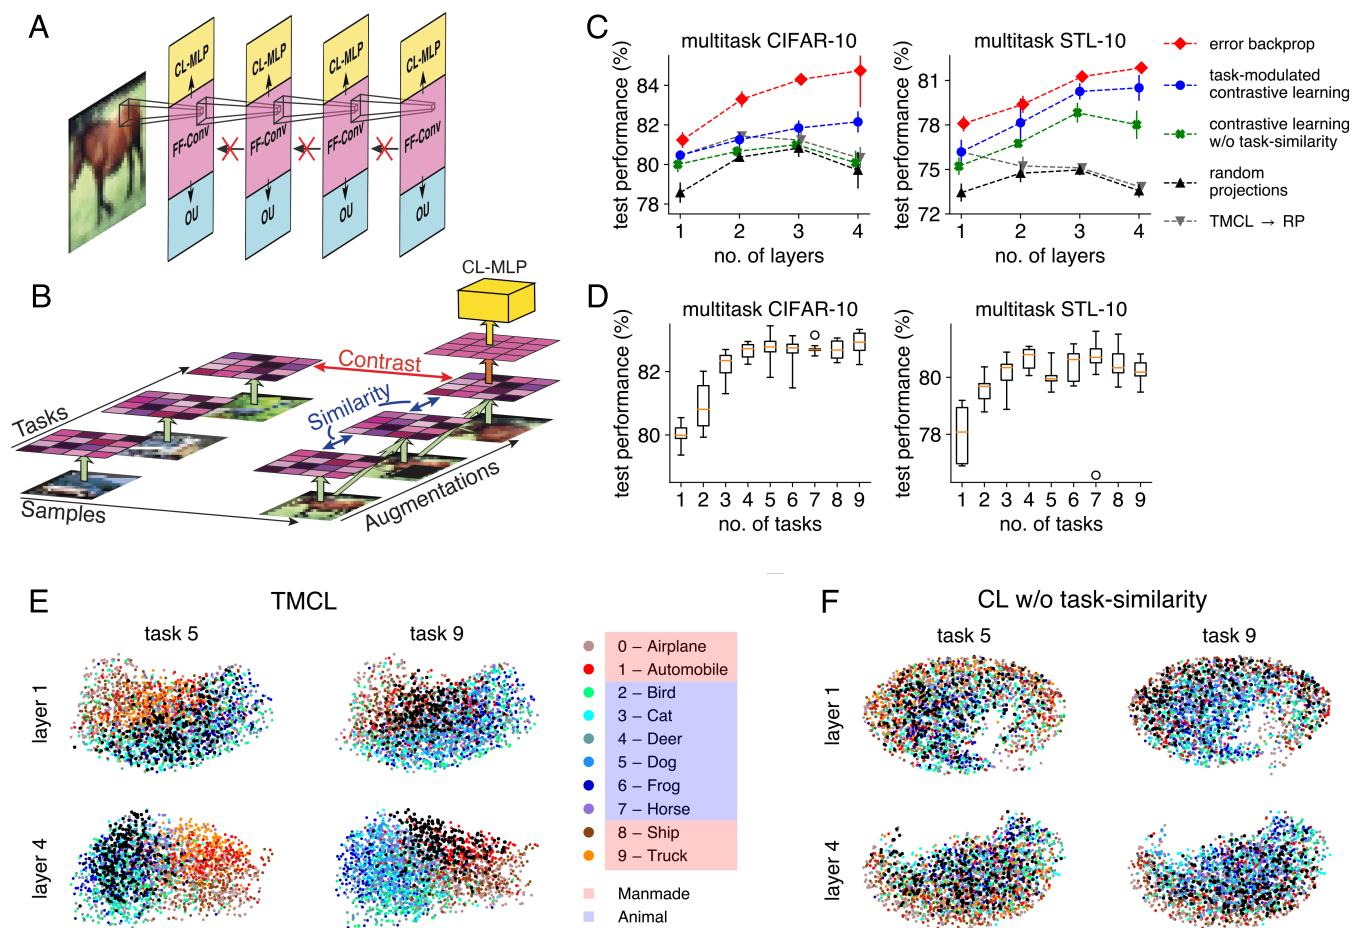 A
CL-MLP
CL-MLP
CL-MLP
CL-MLP
FF-Conv
FF-Conv
FF-Conv
FF-Conv
OU
OU
OU
OU
B
CL-MLP
Contrast
Similarity
Tasks
Samples
Augmentations
C
multitask CIFAR-10
test performance (%)
84
82
80
78
1 2 3 4
no. of layers
multitask STL-10
test performance (%)
81
78
75
72
1 2 3 4
no. of layers
error backprop
task-modulated
contrastive learning
contrastive learning
w/o task-similarity
random
projections
TMCL → RP
D
multitask CIFAR-10
test performance (%)
82
80
1 2 3 4 5 6 7 8 9
no. of tasks
multitask STL-10
test performance (%)
80
78
1 2 3 4 5 6 7 8 9
no. of tasks
E
TMCL
task 5
task 9
layer 1
layer 4
0 – Airplane
1 – Automobile
2 – Bird
3 – Cat
4 – Deer
5 – Dog
6 – Frog
7 – Horse
8 – Ship
9 – Truck
Manmade
Animal
F
CL w/o task-similarity
task 5
task 9
layer 1
layer 4